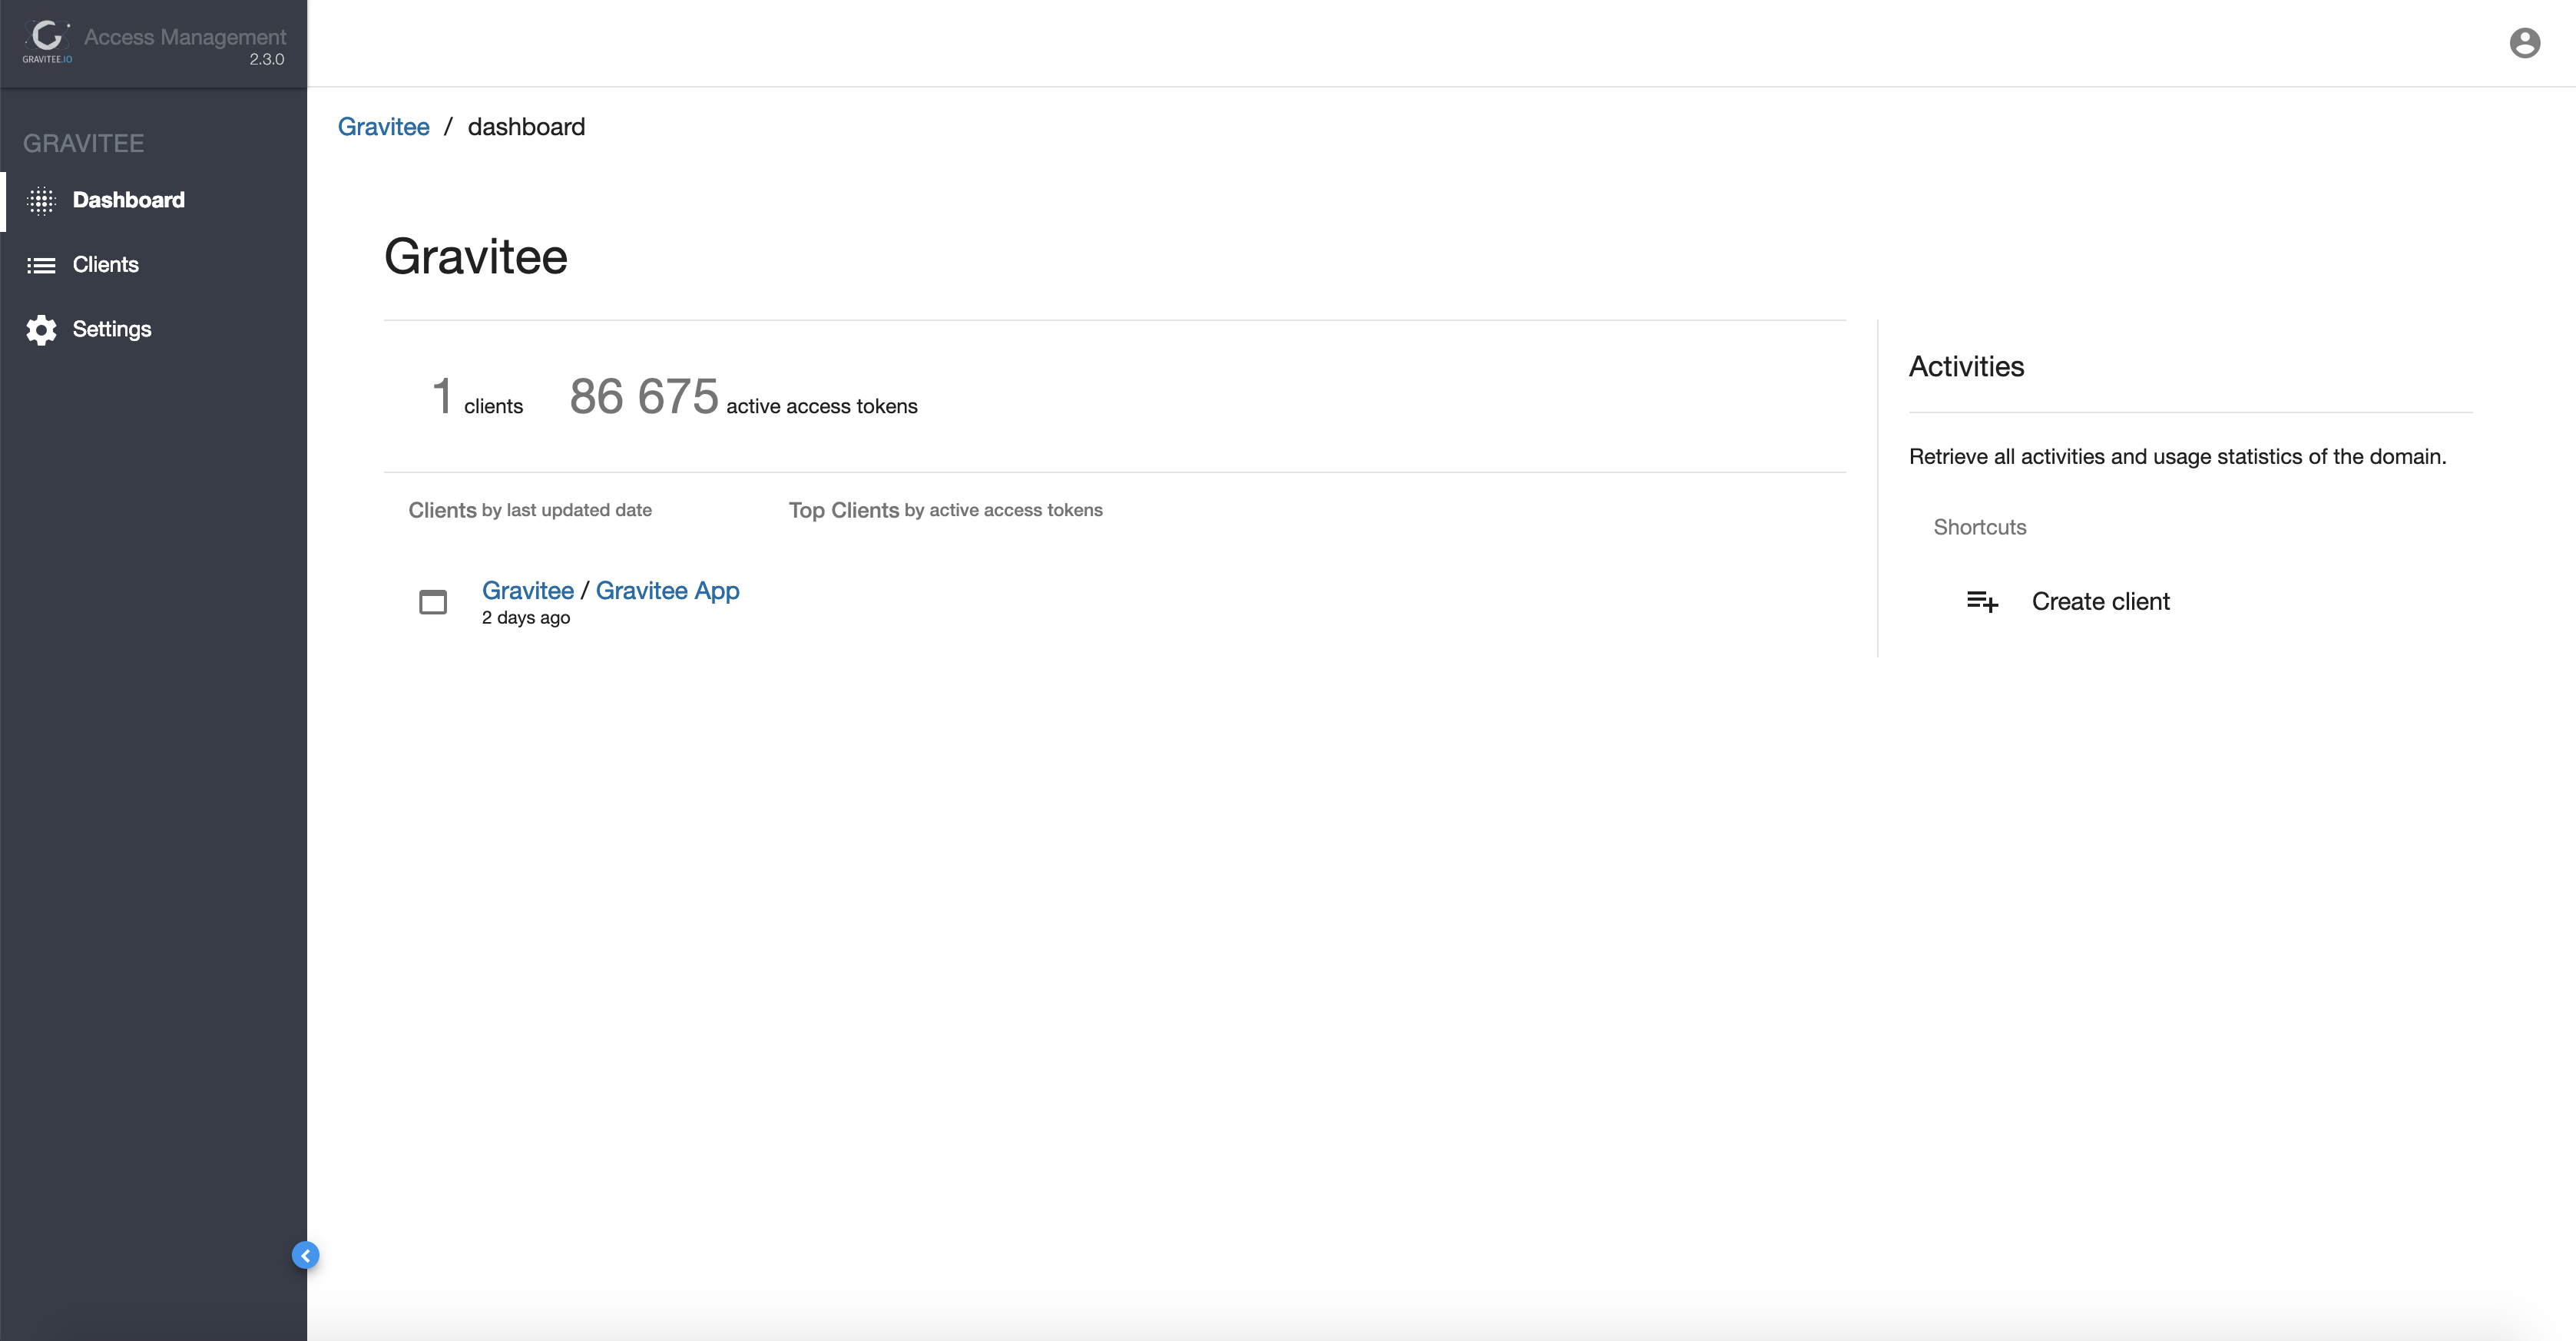 Access Management
2.3.0
GRAVITEE.IO
GRAVITEE
Dashboard
Clients
Settings
Gravitee / dashboard
Gravitee
1 clients 86 675 active access tokens
Clients by last updated date
Top Clients by active access tokens
Gravitee / Gravitee App
2 days ago
Activities
Retrieve all activities and usage statistics of the domain.
Shortcuts
Create client